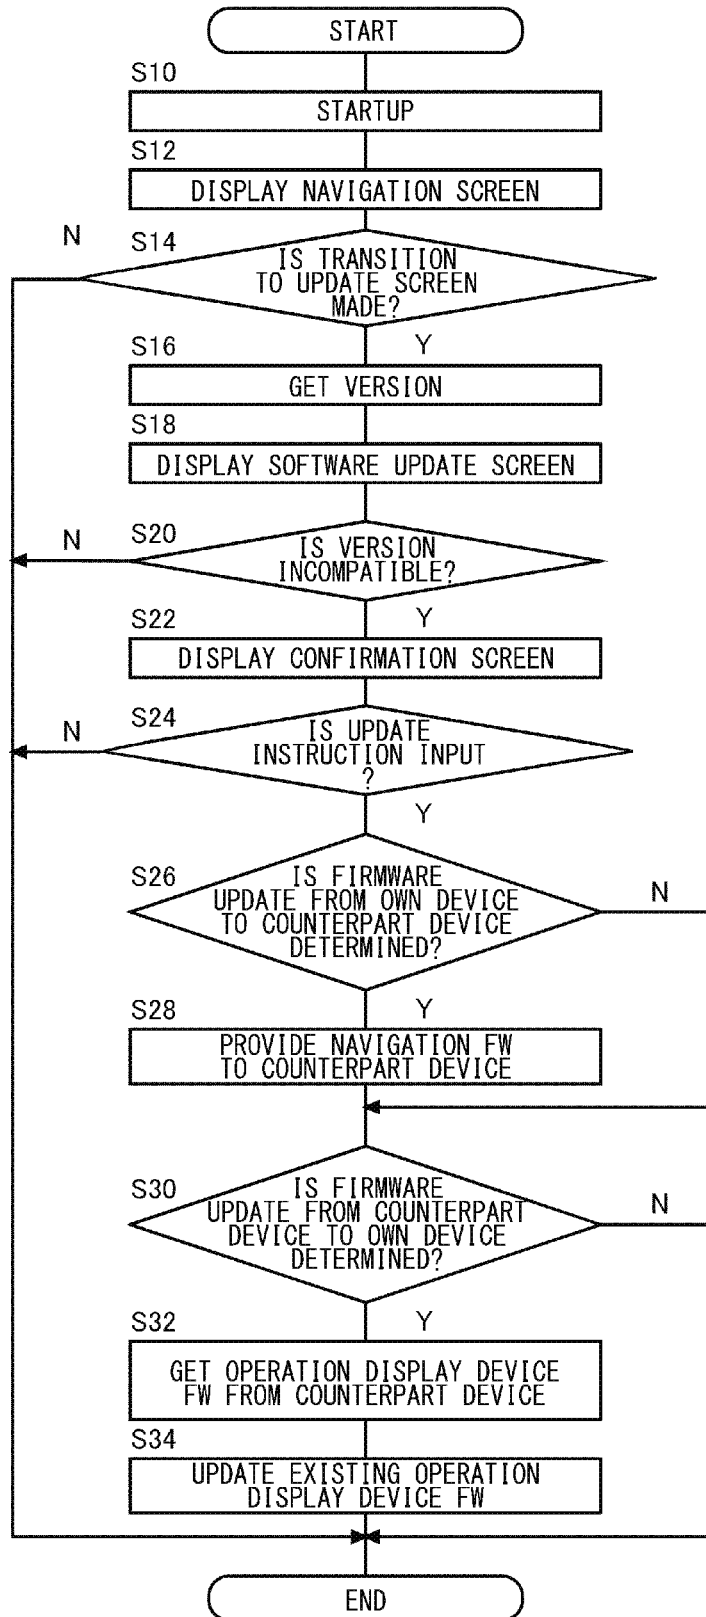 START
S10
STARTUP
S12
DISPLAY NAVIGATION SCREEN
N
S14
IS TRANSITION
TO UPDATE SCREEN
MADE?
Y
S16
GET VERSION
S18
DISPLAY SOFTWARE UPDATE SCREEN
N
S20
IS VERSION
INCOMPATIBLE?
Y
S22
DISPLAY CONFIRMATION SCREEN
N
S24
IS UPDATE
INSTRUCTION INPUT
?
Y
S26
IS FIRMWARE
UPDATE FROM OWN DEVICE
TO COUNTERPART DEVICE
DETERMINED?
N
Y
S28
PROVIDE NAVIGATION FW
TO COUNTERPART DEVICE
S30
IS FIRMWARE
UPDATE FROM COUNTERPART
DEVICE TO OWN DEVICE
DETERMINED?
N
Y
S32
GET OPERATION DISPLAY DEVICE
FW FROM COUNTERPART DEVICE
S34
UPDATE EXISTING OPERATION
DISPLAY DEVICE FW
END